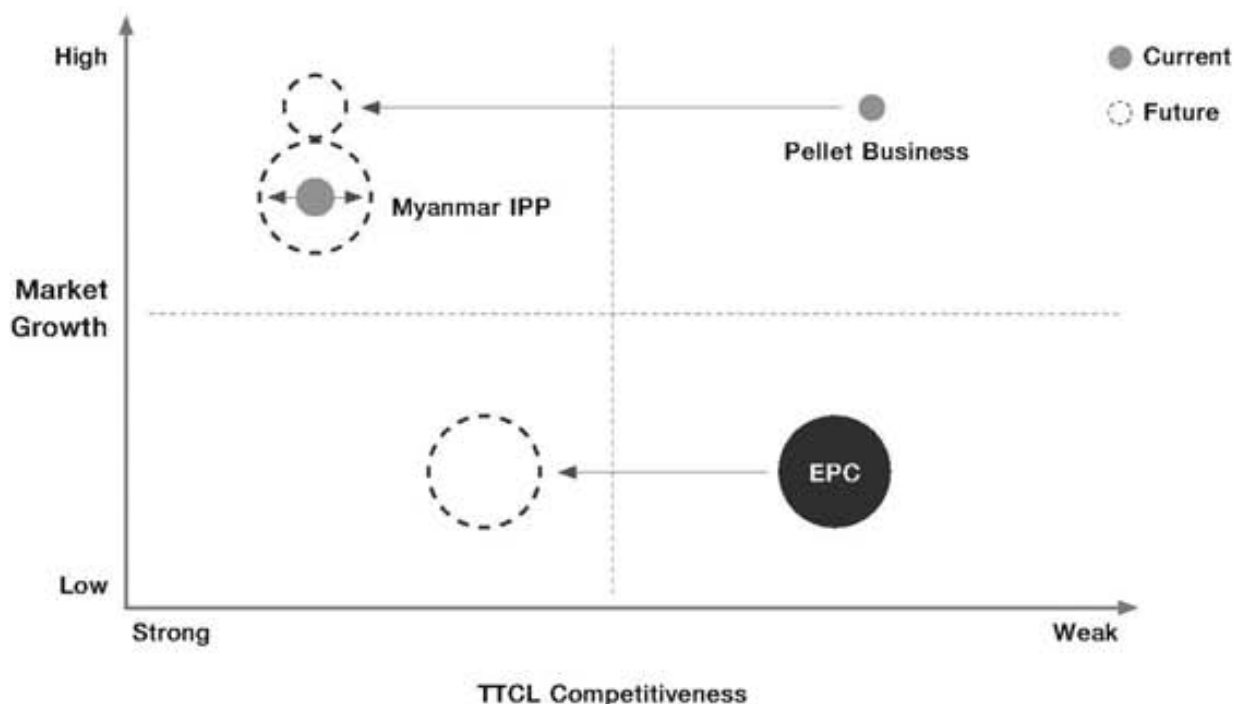 High
Current
Future
Pellet Business
Myanmar IPP
Market
Growth
EPC
Low
Strong
Weak
TTCL Competitiveness